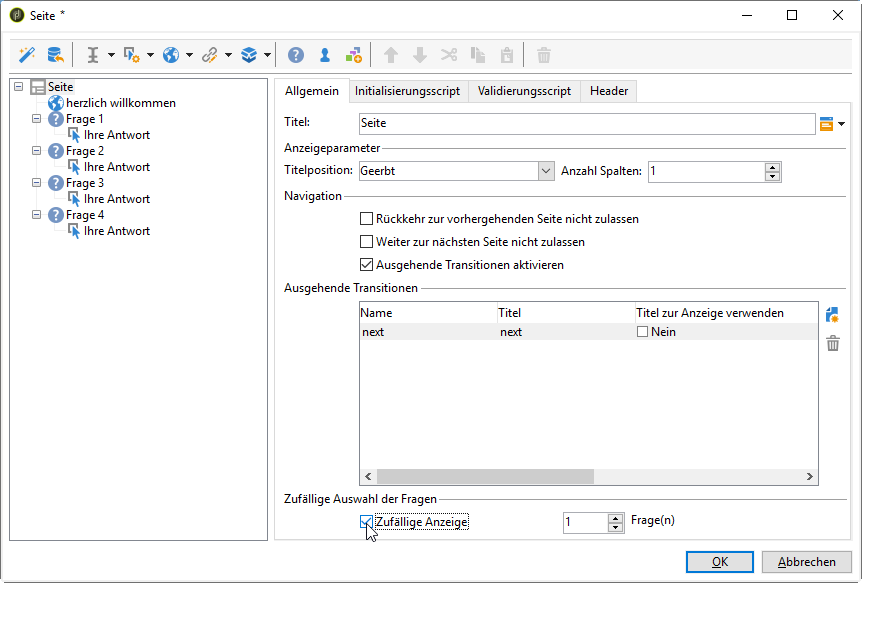 Seite *
Seite
herzlich willkommen
Frage 1
Ihre Antwort
Frage 2
Ihre Antwort
Frage 3
Ihre Antwort
Frage 4
Ihre Antwort
Allgemein Initialisierungsscript Validierungsscript Header
Titel: Seite
Anzeigeparameter
Titelposition: Geerbt Anzahl Spalten: 1
Navigation
Rückkehr zur vorhergehenden Seite nicht zulassen
Weiter zur nächsten Seite nicht zulassen
Ausgehende Transitionen aktivieren
Ausgehende Transitionen
Name Titel Titel zur Anzeige verwenden
next next Nein
Zufällige Auswahl der Fragen
Zufällige Anzeige 1 Frage(n)
OK Abbrechen